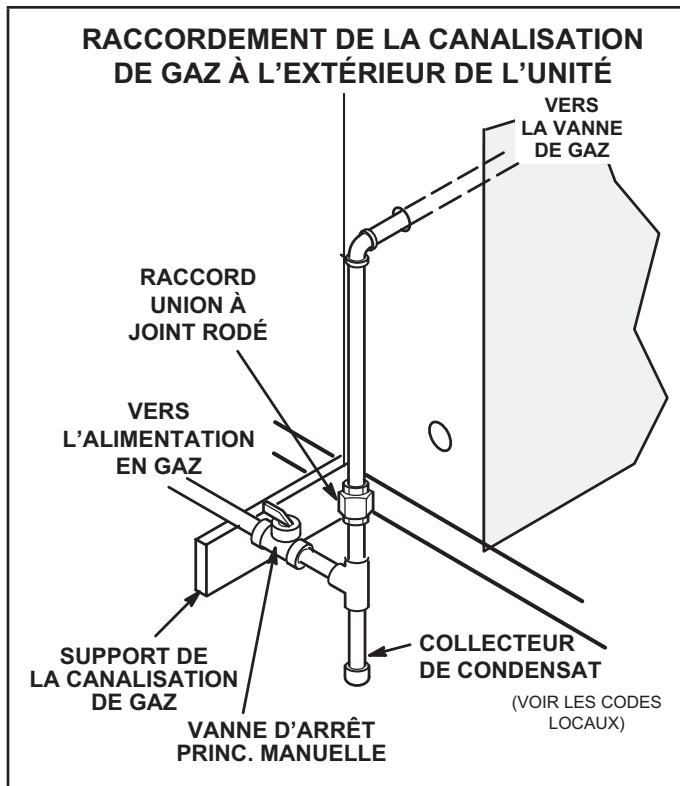 RACCORDEMENT DE LA CANALISATION
DE GAZ À L'EXTÉRIEUR DE L'UNITÉ
VERS
LA VANNE
DE GAZ
RACCORD
UNION À
JOINT RODÉ
VERS
L'ALIMENTATION
EN GAZ
SUPPORT DE
LA CANALISATION
DE GAZ
VANNE D'ARRÊT
PRINC. MANUELLE
COLLECTEUR
DE CONDENSAT
(VOIR LES CODES
LOCAUX)